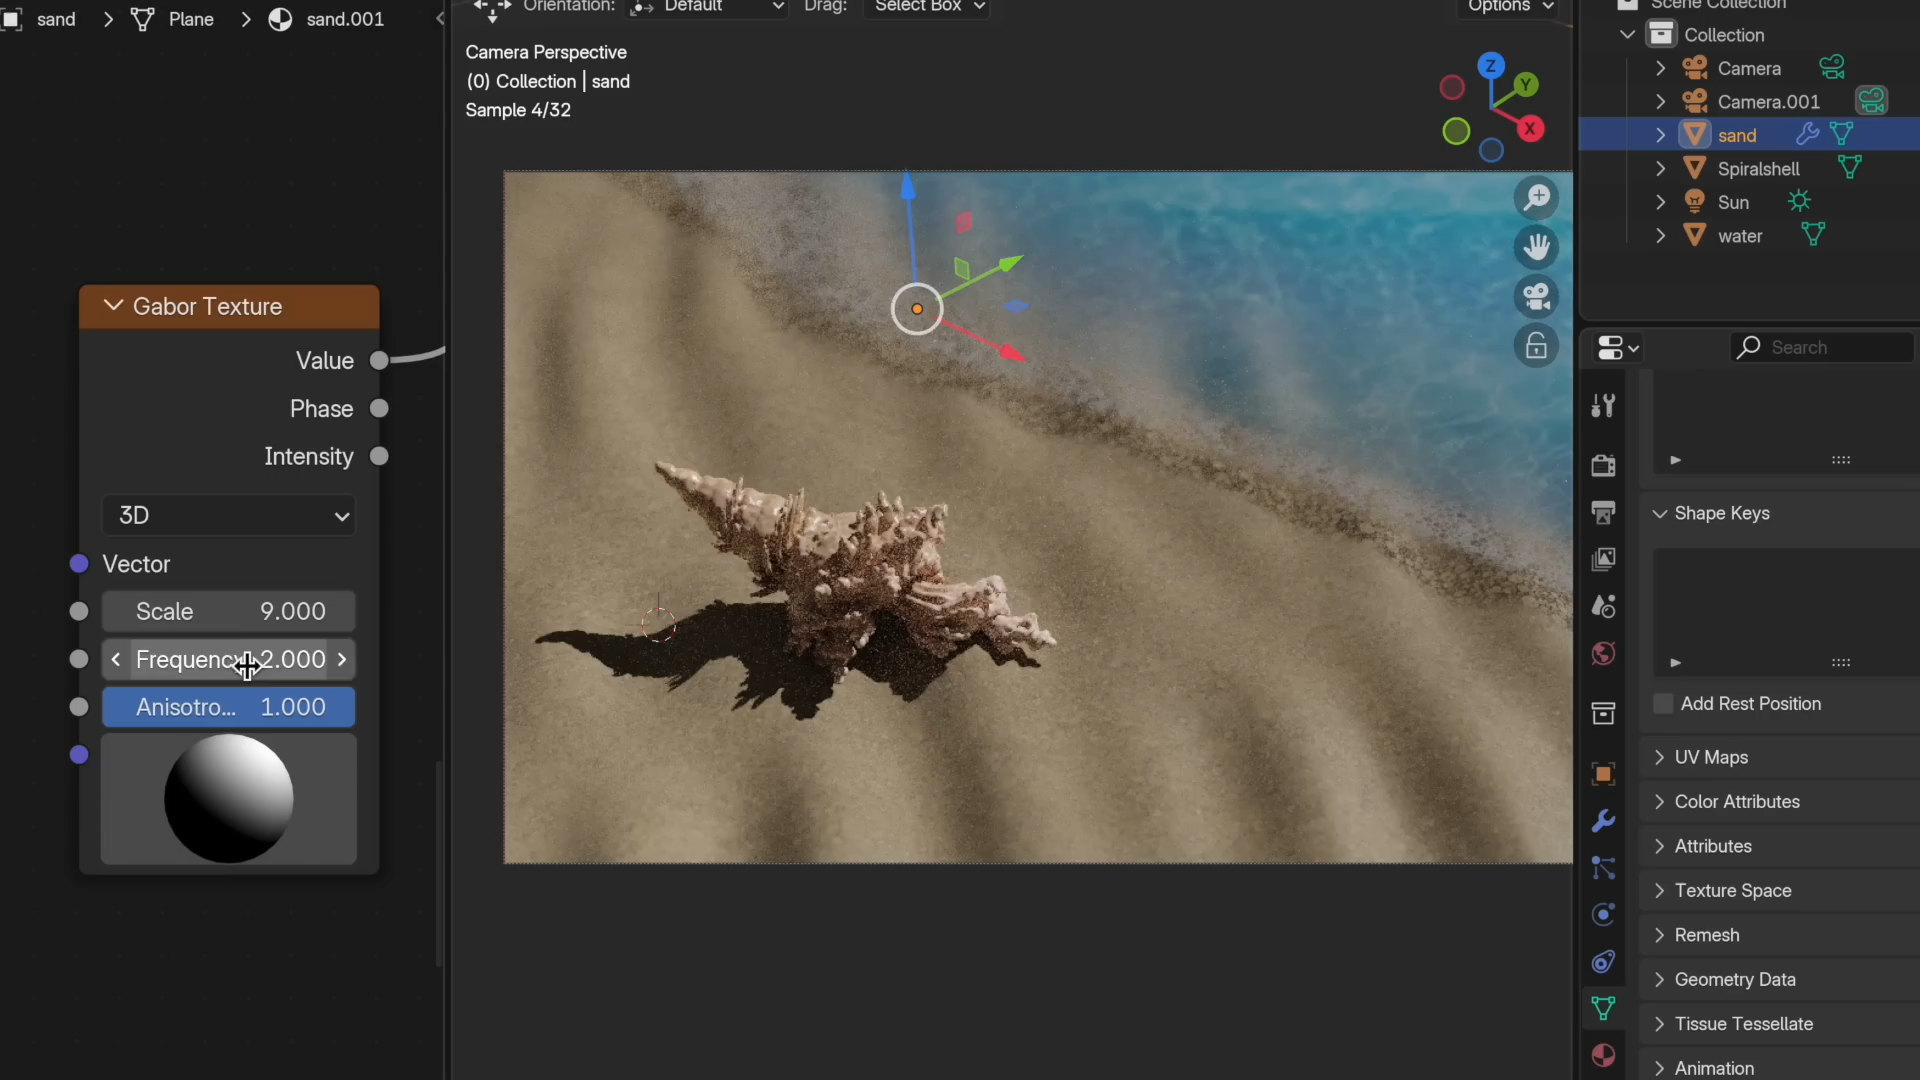 sand > Plane > sand.001
Orientation: Default Drag: Select Box Options
Camera Perspective
(0) Collection | sand
Sample 4/32
Z
Y
X
Gabor Texture
Value
Phase
Intensity
3D
Vector
Scale 9.000
Frequency 2.000
Anisotro... 1.000
Scene Collection
Collection
Camera
Camera.001
sand
Spiralshell
Sun
water
Search
Shape Keys
Add Rest Position
UV Maps
Color Attributes
Attributes
Texture Space
Remesh
Geometry Data
Tissue Tessellate
Animation